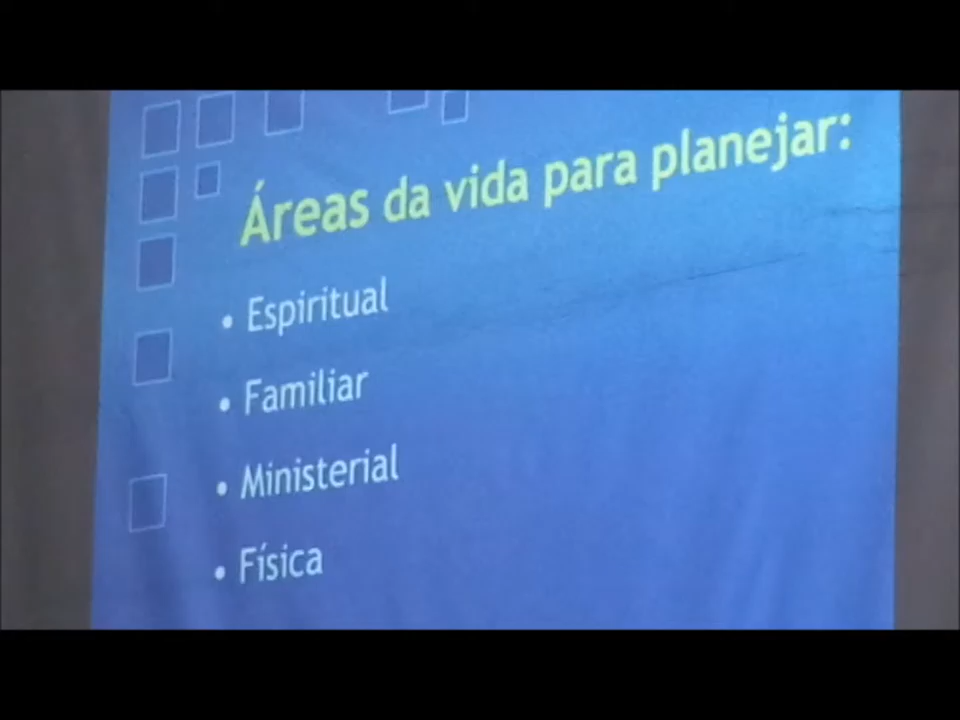 Áreas da vida para planejar:
• Espiritual
• Familiar
• Ministerial
• Física